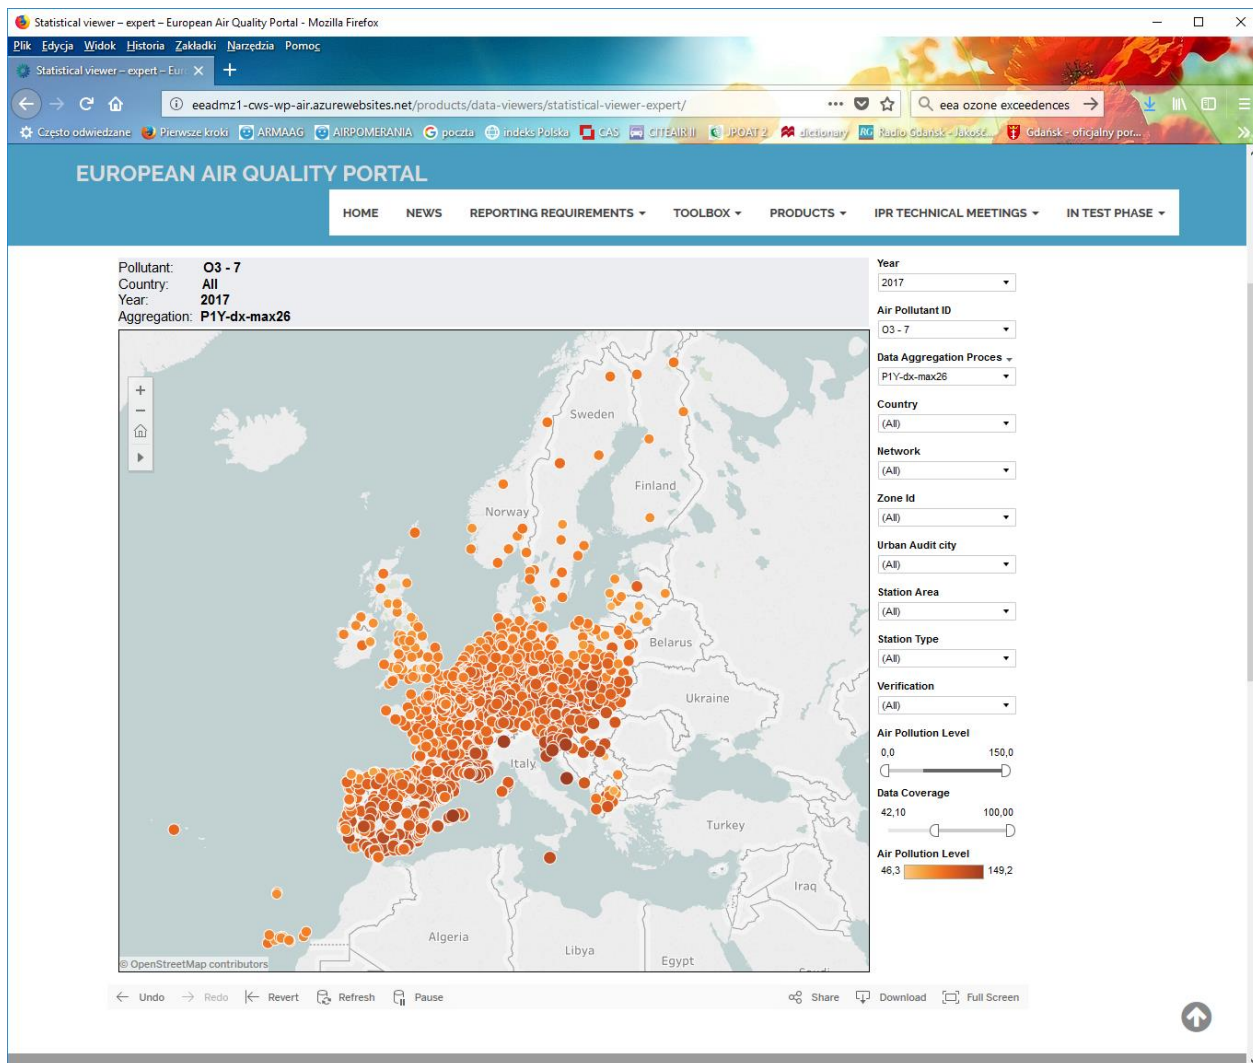 Statistical viewer – expert – European Air Quality Portal - Mozilla Firefox
Plik Edycja Widok Historia Zakładki Narzędzia Pomoc
Statistical viewer – expert – Eur
eeadmz1-cws-wp-air.azurewebsites.net/products/data-viewers/statistical-viewer-expert/
eea ozone exceedences
Często odwiedzane Pierwsze kroki ARMAAG AIRPOMERANIA poczta indeks Polska CAS CITEAIR II JPOAT 2 dictionary Radio Gdańsk - Jakość... Gdańsk - oficjalny por...
EUROPEAN AIR QUALITY PORTAL
HOME NEWS REPORTING REQUIREMENTS TOOLBOX PRODUCTS IPR TECHNICAL MEETINGS IN TEST PHASE
Pollutant: O3 - 7
Country: All
Year: 2017
Aggregation: P1Y-dx-max26
Sweden
Finland
Norway
Belarus
Ukraine
Italy
Turkey
Iraq
Algeria
Libya
Egypt
© OpenStreetMap contributors
Year
2017
Air Pollutant ID
O3 - 7
Data Aggregation Proces
P1Y-dx-max26
Country
(All)
Network
(All)
Zone Id
(All)
Urban Audit city
(All)
Station Area
(All)
Station Type
(All)
Verification
(All)
Air Pollution Level
0,0 150,0
Data Coverage
42,10 100,00
Air Pollution Level
46,3 149,2
Undo Redo Revert Refresh Pause Share Download Full Screen